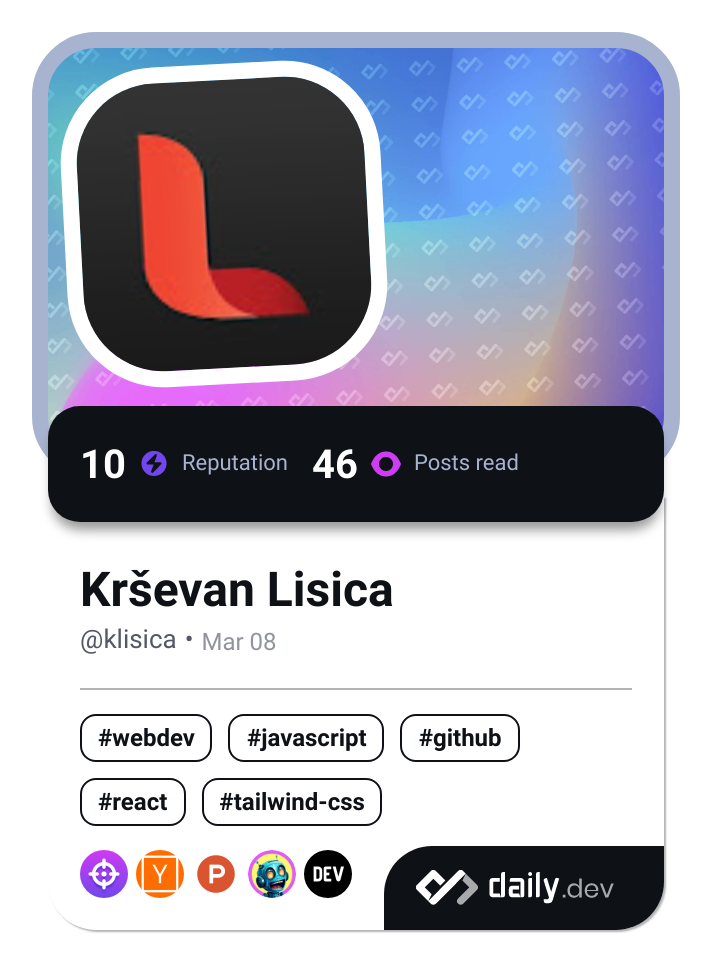 10 Reputation 46 Posts read
Krševan Lisica
@klisica • Mar 08
#webdev #javascript #github
#react #tailwind-css
Y P DEV
daily.dev